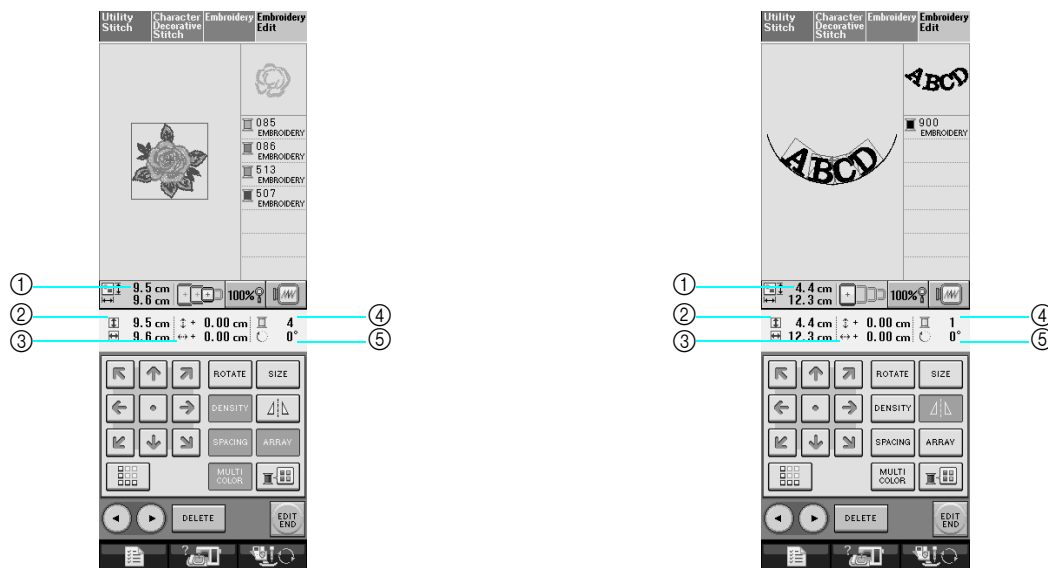 Utility Stitch
Character Decorative Stitch
Embroidery
Embroidery Edit
085
EMBROIDERY
086
EMBROIDERY
513
EMBROIDERY
507
EMBROIDERY
① 9.5 cm
9.6 cm
100%
② 9.5 cm + 0.00 cm 4 ④
③ 9.6 cm + 0.00 cm 0° ⑤
ROTATE SIZE
DENSITY
SPACING ARRAY
MULTI COLOR
DELETE
EDIT END
?
Utility Stitch
Character Decorative Stitch
Embroidery
Embroidery Edit
ABCD
900
EMBROIDERY
ABCD
① 4.4 cm
12.3 cm
100%
② 4.4 cm + 0.00 cm 1 ④
③ 12.3 cm + 0.00 cm 0° ⑤
ROTATE SIZE
DENSITY
SPACING ARRAY
MULTI COLOR
DELETE
EDIT END
?